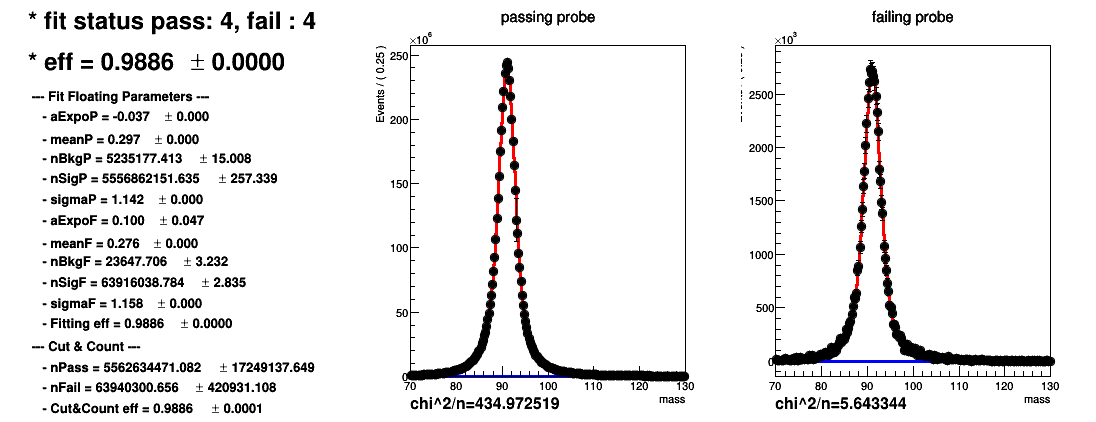 * fit status pass: 4, fail : 4
* eff = 0.9886 ± 0.0000
--- Fit Floating Parameters ---
- aExpoP = -0.037 ± 0.000
- meanP = 0.297 ± 0.000
- nBkgP = 5235177.413 ± 15.008
- nSigP = 5556862151.635 ± 257.339
- sigmaP = 1.142 ± 0.000
- aExpoF = 0.100 ± 0.047
- meanF = 0.276 ± 0.000
- nBkgF = 23647.706 ± 3.232
- nSigF = 63916038.784 ± 2.835
- sigmaF = 1.158 ± 0.000
- Fitting eff = 0.9886 ± 0.0000
--- Cut & Count ---
- nPass = 5562634471.082 ± 17249137.649
- nFail = 63940300.656 ± 420931.108
- Cut&Count eff = 0.9886 ± 0.0001
passing probe
×10⁶
Events / ( 0.25 )
250
200
150
100
50
0
70 80 90 100 110 120 130
mass
chi^2/n=434.972519
failing probe
×10³
2500
2000
1500
1000
500
0
70 80 90 100 110 120 130
mass
chi^2/n=5.643344